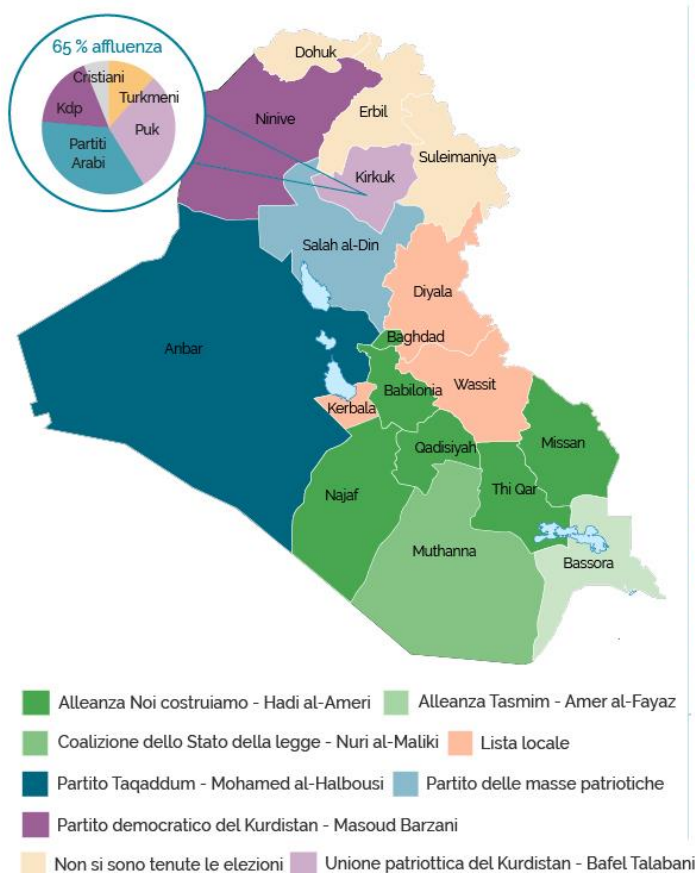 65 % affluenza
Cristiani
Turkmeni
Kdp
Puk
Partiti
Arabi
Dohuk
Ninive
Erbil
Suleimaniya
Kirkuk
Salah al-Din
Diyala
Baghdad
Anbar
Babilonia
Wassit
Kerbala
Qadisiyah
Missan
Najaf
Thi Qar
Muthanna
Bassora
Alleanza Noi costruiamo - Hadi al-Ameri
Alleanza Tasmim - Amer al-Fayaz
Coalizione dello Stato della legge - Nuri al-Maliki
Lista locale
Partito Taqaddum - Mohamed al-Halbousi
Partito delle masse patriotiche
Partito democratico del Kurdistan - Masoud Barzani
Non si sono tenute le elezioni
Unione patriottica del Kurdistan - Bafel Talabani